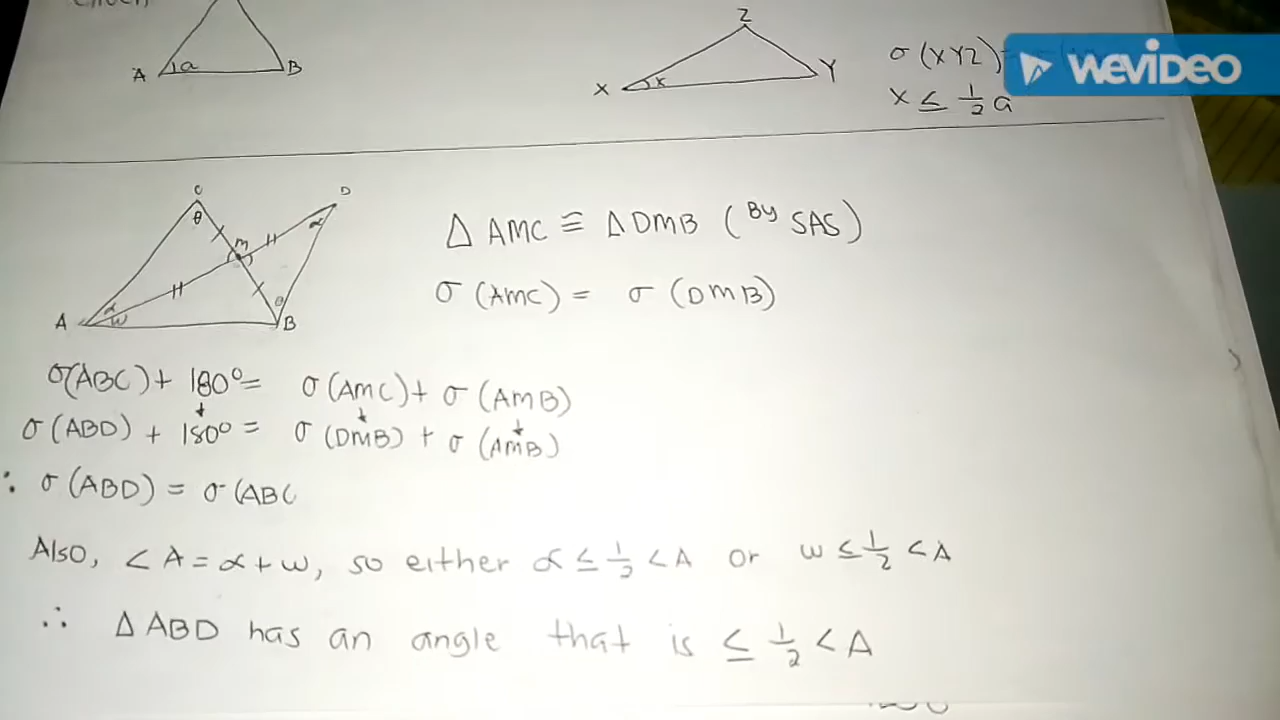 A a B
Z
X x Y
σ (XYZ)
WEVIDEO
x ≤ 1/2 a
C θ D α
M
A α w θ B
Δ AMC ≅ Δ DMB (By SAS)
σ (AMC) = σ (DMB)
σ(ABC) + 180° = σ (AMC) + σ (AMB)
σ (ABD) + 180° = σ (DMB) + σ (AMB)
∴ σ (ABD) = σ (ABC
Also, <A = α + w, so either α ≤ 1/2 <A or w ≤ 1/2 <A
∴ Δ ABD has an angle that is ≤ 1/2 <A